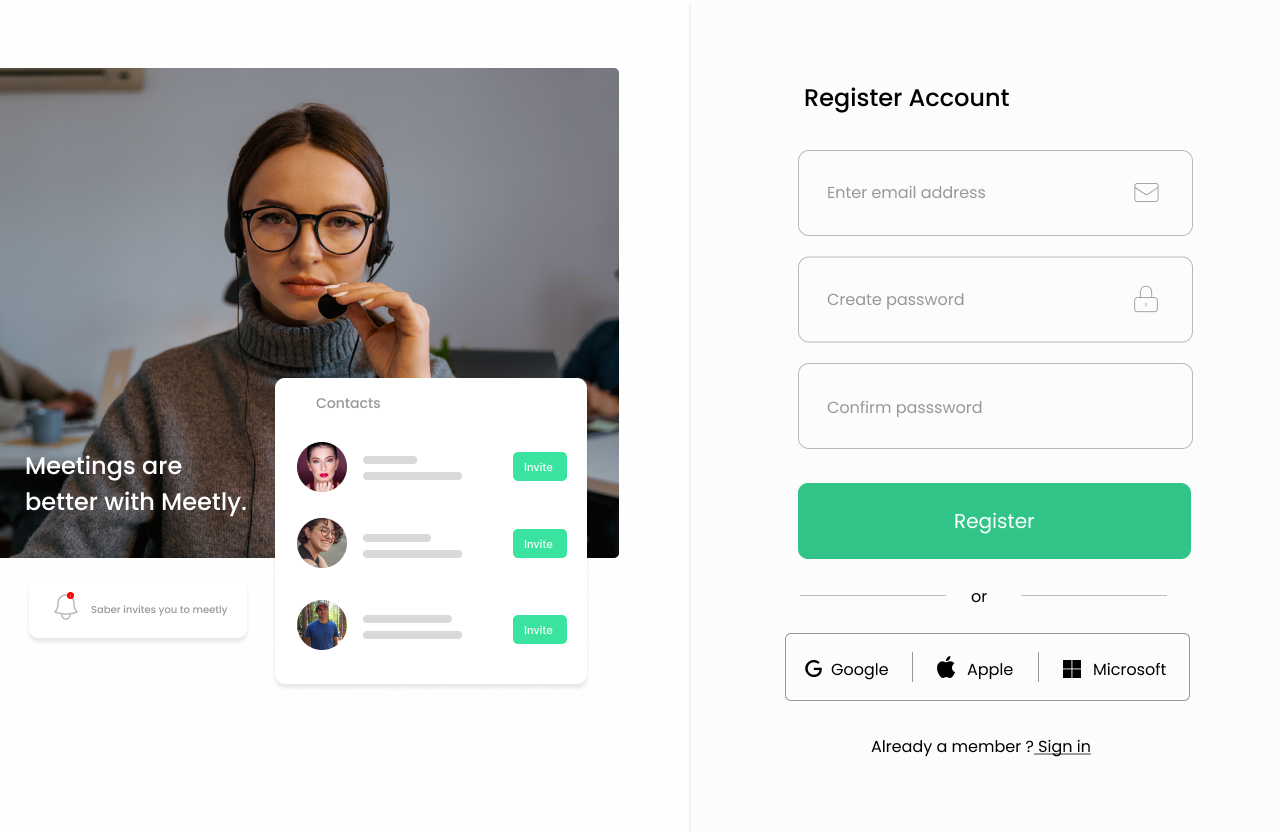 Contacts
Invite
Meetings are
better with Meetly.
Invite
Saber invites you to meetly
Invite
Register Account
Enter email address
Create password
Confirm passsword
Register
or
Google
Apple
Microsoft
Already a member ? Sign in